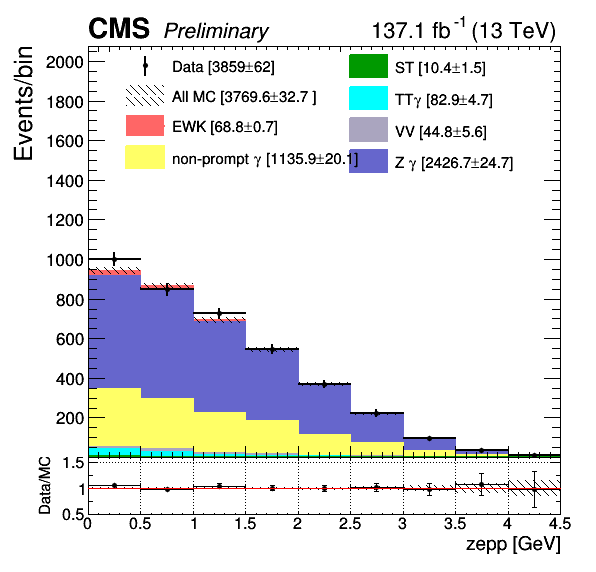 CMS Preliminary 137.1 fb⁻¹ (13 TeV)
Events/bin
2000
1800
1600
1400
1200
1000
800
600
400
200
Data [3859±62]
All MC [3769.6±32.7 ]
EWK [68.8±0.7]
non-prompt γ [1135.9±20.1]
ST [10.4±1.5]
TTγ [82.9±4.7]
VV [44.8±5.6]
Z γ [2426.7±24.7]
Data/MC
1.5
1
0.5
0 0.5 1 1.5 2 2.5 3 3.5 4 4.5
zepp [GeV]